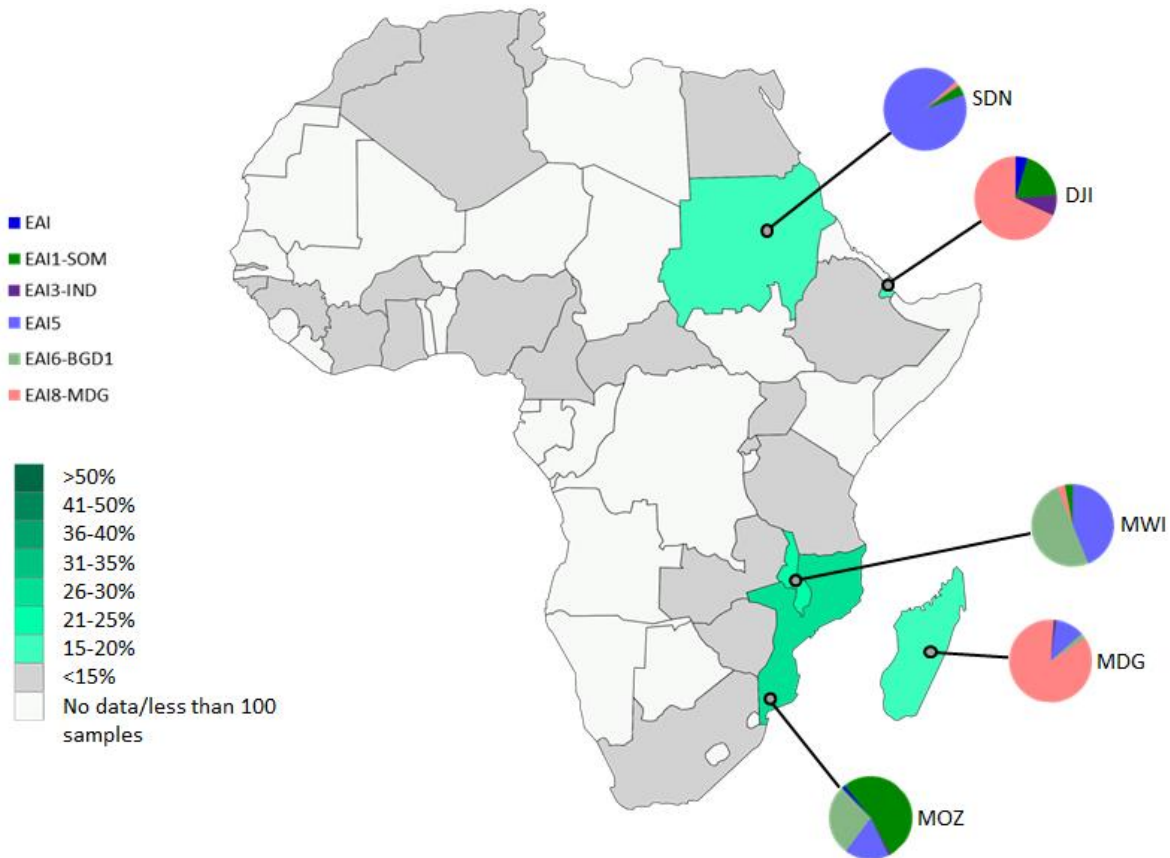 SDN
DJI
EAI
EAI1-SOM
EAI3-IND
EAI5
EAI6-BGD1
EAI8-MDG
>50%
41-50%
36-40%
31-35%
26-30%
21-25%
15-20%
<15%
No data/less than 100
samples
MWI
MDG
MOZ